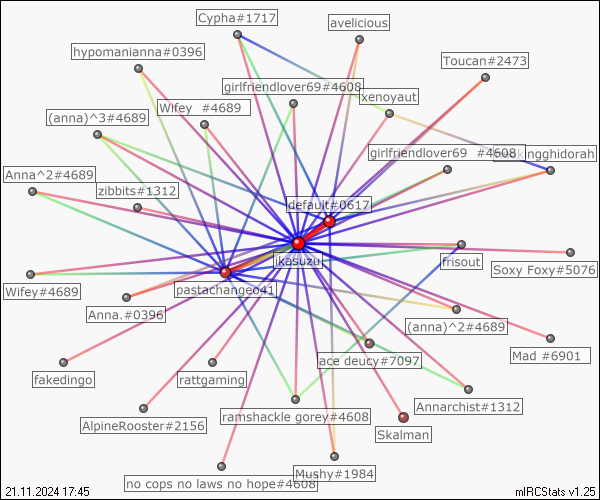 Cypha#1717
avelicious
hypomanianna#0396
Toucan#2473
girlfriendlover69#4608
xenoyaut
Wifey #4689
(anna)^3#4689
girlfriendlover69 #4608
kingghidorah
Anna^2#4689
zibbits#1312
default#0617
ikasuzu
frisout
Soxy Foxy#5076
Wifey#4689
pastachangeo41
Anna.#0396
(anna)^2#4689
ace deucy#7097
Mad #6901
fakedingo
rattgaming
AlpineRooster#2156
ramshackle gorey#4608
Annarchist#1312
Skalman
no cops no laws no hope#4608
Mushy#1984
21.11.2024 17:45
mIRCStats v1.25